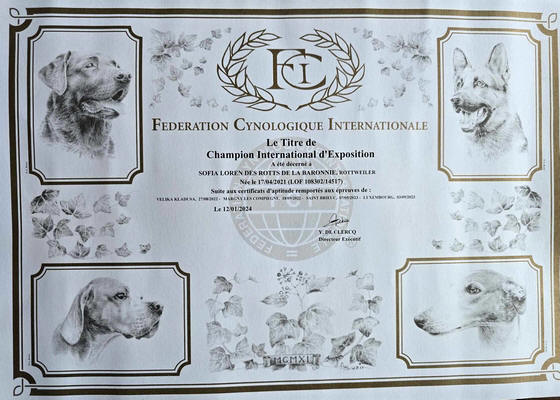 FCI
FEDERATION CYNOLOGIQUE INTERNATIONALE
Le Titre de
Champion International d'Exposition
A été décerné à
SOFIA LOREN DES ROTTS DE LA BARONNIE, ROTTWEILER
Née le 17/04/2021 (LOF 108302/14517)
Suite aux certificats d'aptitude remportés aux épreuves de :
VELIKA KLADUSA, 27/08/2022 - MARGNY LES COMPIEGNE, 18/09/2022 - SAINT BRIEUC, 07/05/2023 - LUXEMBOURG, 03/09/2023
Le 12/01/2024
Y. DE CLERCQ
Directeur Exécutif
MCMXI